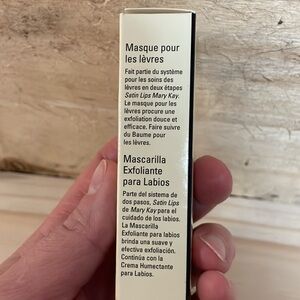 Masque pour
les lèvres
Fait partie du système
pour les soins des
lèvres en deux étapes
Satin Lips Mary Kay.
Le masque pour les
lèvres procure une
exfoliation douce et
efficace. Faire suivre
du Baume pour
les lèvres.
Mascarilla
Exfoliante
para Labios
Parte del sistema de
dos pasos, Satin Lips
de Mary Kay para el
cuidado de los labios.
La Mascarilla
Exfoliante para labios
brinda una suave y
efectiva exfoliación.
Continúa con la
Crema Humectante
para Labios.